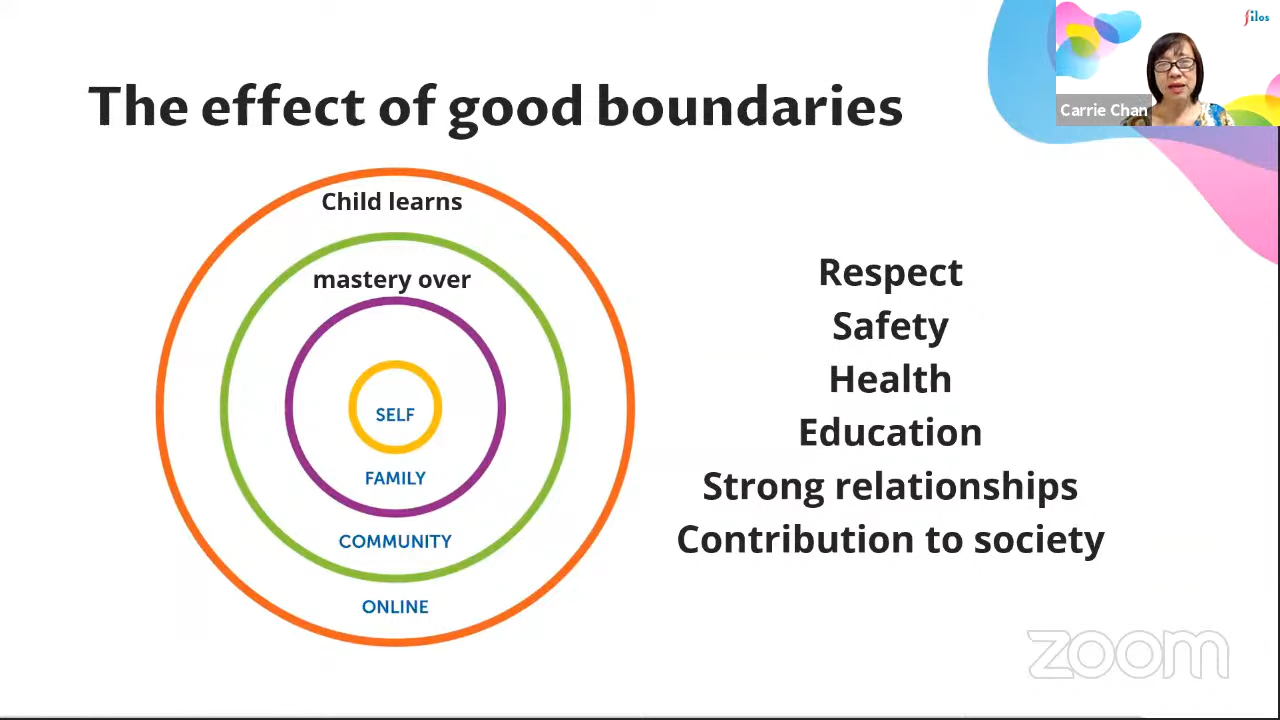 filos
Carrie Chan
The effect of good boundaries
Child learns
mastery over
SELF
FAMILY
COMMUNITY
ONLINE
Respect
Safety
Health
Education
Strong relationships
Contribution to society
zoom